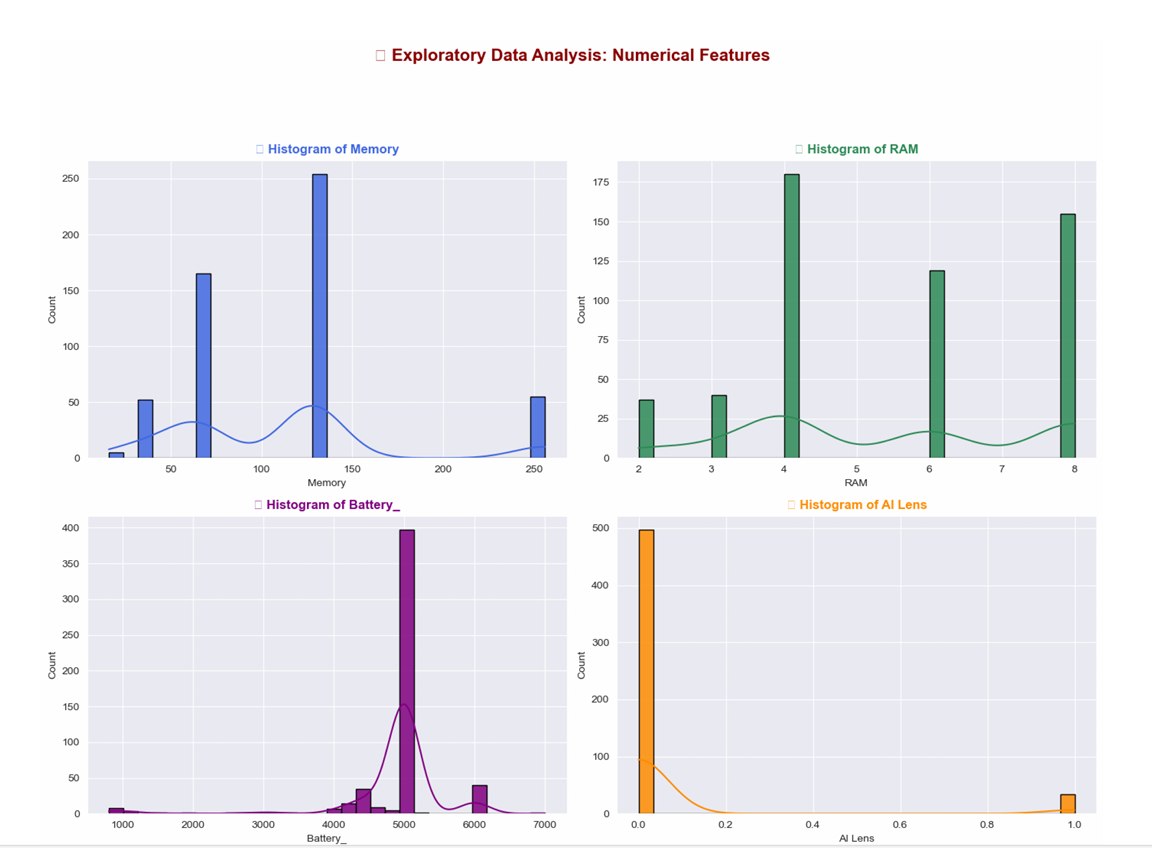 Exploratory Data Analysis: Numerical Features
Histogram of Memory
250
200
150
100
50
0
Count
50 100 150 200 250
Memory
Histogram of RAM
175
150
125
100
75
50
25
0
Count
2 3 4 5 6 7 8
RAM
Histogram of Battery_
400
350
300
250
200
150
100
50
0
Count
1000 2000 3000 4000 5000 6000 7000
Battery_
Histogram of AI Lens
500
400
300
200
100
0
Count
0.0 0.2 0.4 0.6 0.8 1.0
AI Lens